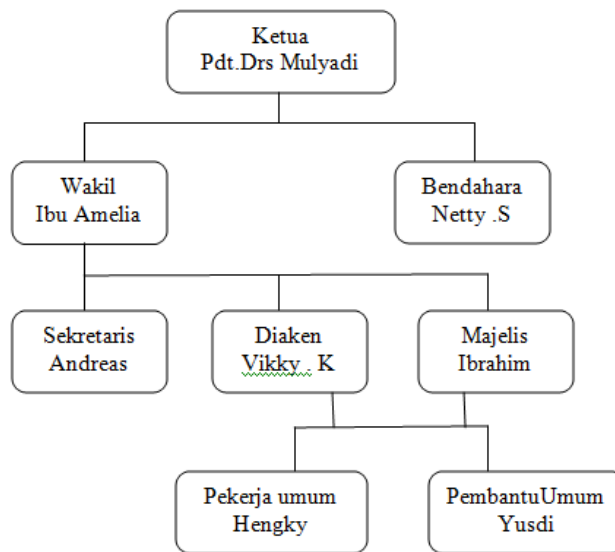 Ketua
Pdt.Drs Mulyadi
Wakil
Ibu Amelia
Bendahara
Netty .S
Sekretaris
Andreas
Diaken
Vikky . K
Majelis
Ibrahim
Pekerja umum
Hengky
PembantuUmum
Yusdi